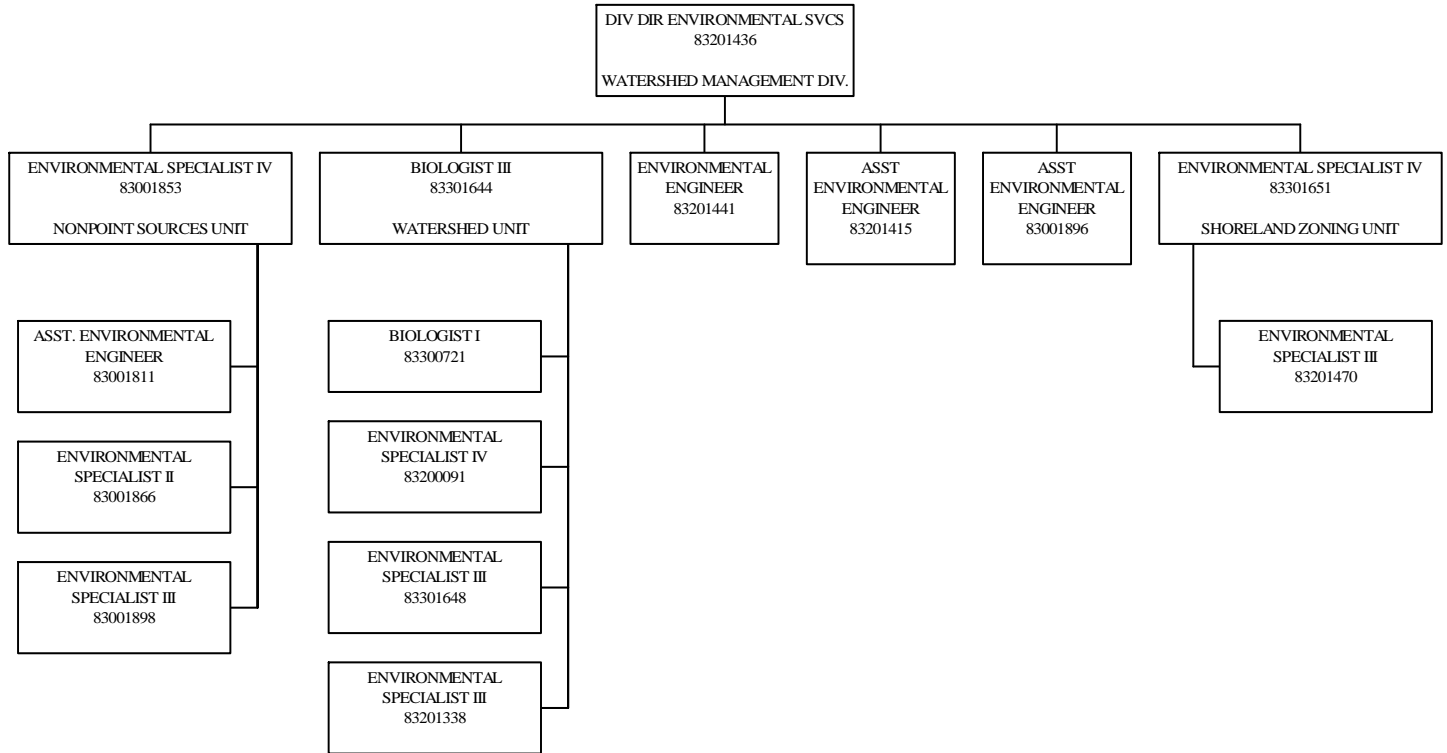 DIV DIR ENVIRONMENTAL SVCS
83201436
WATERSHED MANAGEMENT DIV.
ENVIRONMENTAL SPECIALIST IV
83001853
NONPOINT SOURCES UNIT
BIOLOGIST III
83301644
WATERSHED UNIT
ENVIRONMENTAL
ENGINEER
83201441
ASST
ENVIRONMENTAL
ENGINEER
83201415
ASST
ENVIRONMENTAL
ENGINEER
83001896
ENVIRONMENTAL SPECIALIST IV
83301651
SHORELAND ZONING UNIT
ASST. ENVIRONMENTAL
ENGINEER
83001811
ENVIRONMENTAL
SPECIALIST II
83001866
ENVIRONMENTAL
SPECIALIST III
83001898
BIOLOGIST I
83300721
ENVIRONMENTAL
SPECIALIST IV
83200091
ENVIRONMENTAL
SPECIALIST III
83301648
ENVIRONMENTAL
SPECIALIST III
83201338
ENVIRONMENTAL
SPECIALIST III
83201470